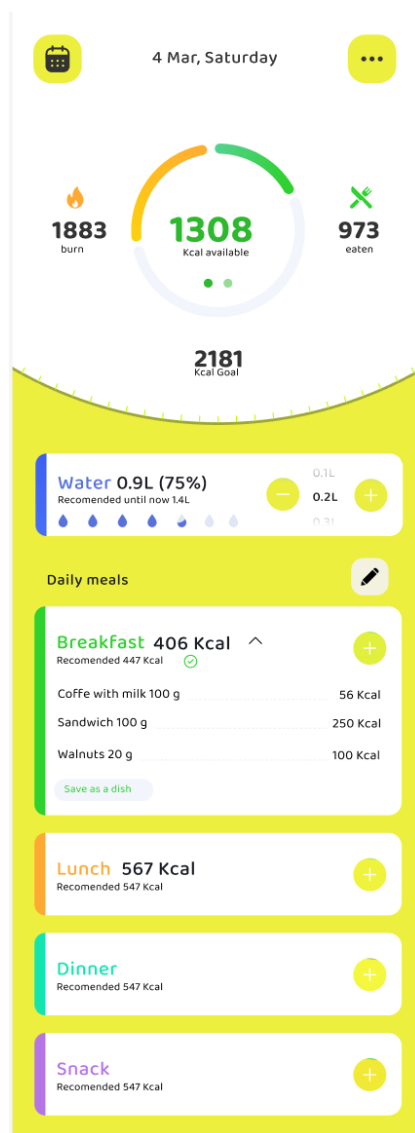 4 Mar, Saturday
1883
burn
1308
Kcal available
973
eaten
2181
Kcal Goal
Water 0.9L (75%)
Recomended until now 1.4L
0.1L
0.2L
0.3L
Daily meals
Breakfast 406 Kcal
Recomended 447 Kcal
Coffe with milk 100 g 56 Kcal
Sandwich 100 g 250 Kcal
Walnuts 20 g 100 Kcal
Save as a dish
Lunch 567 Kcal
Recomended 547 Kcal
Dinner
Recomended 547 Kcal
Snack
Recomended 547 Kcal